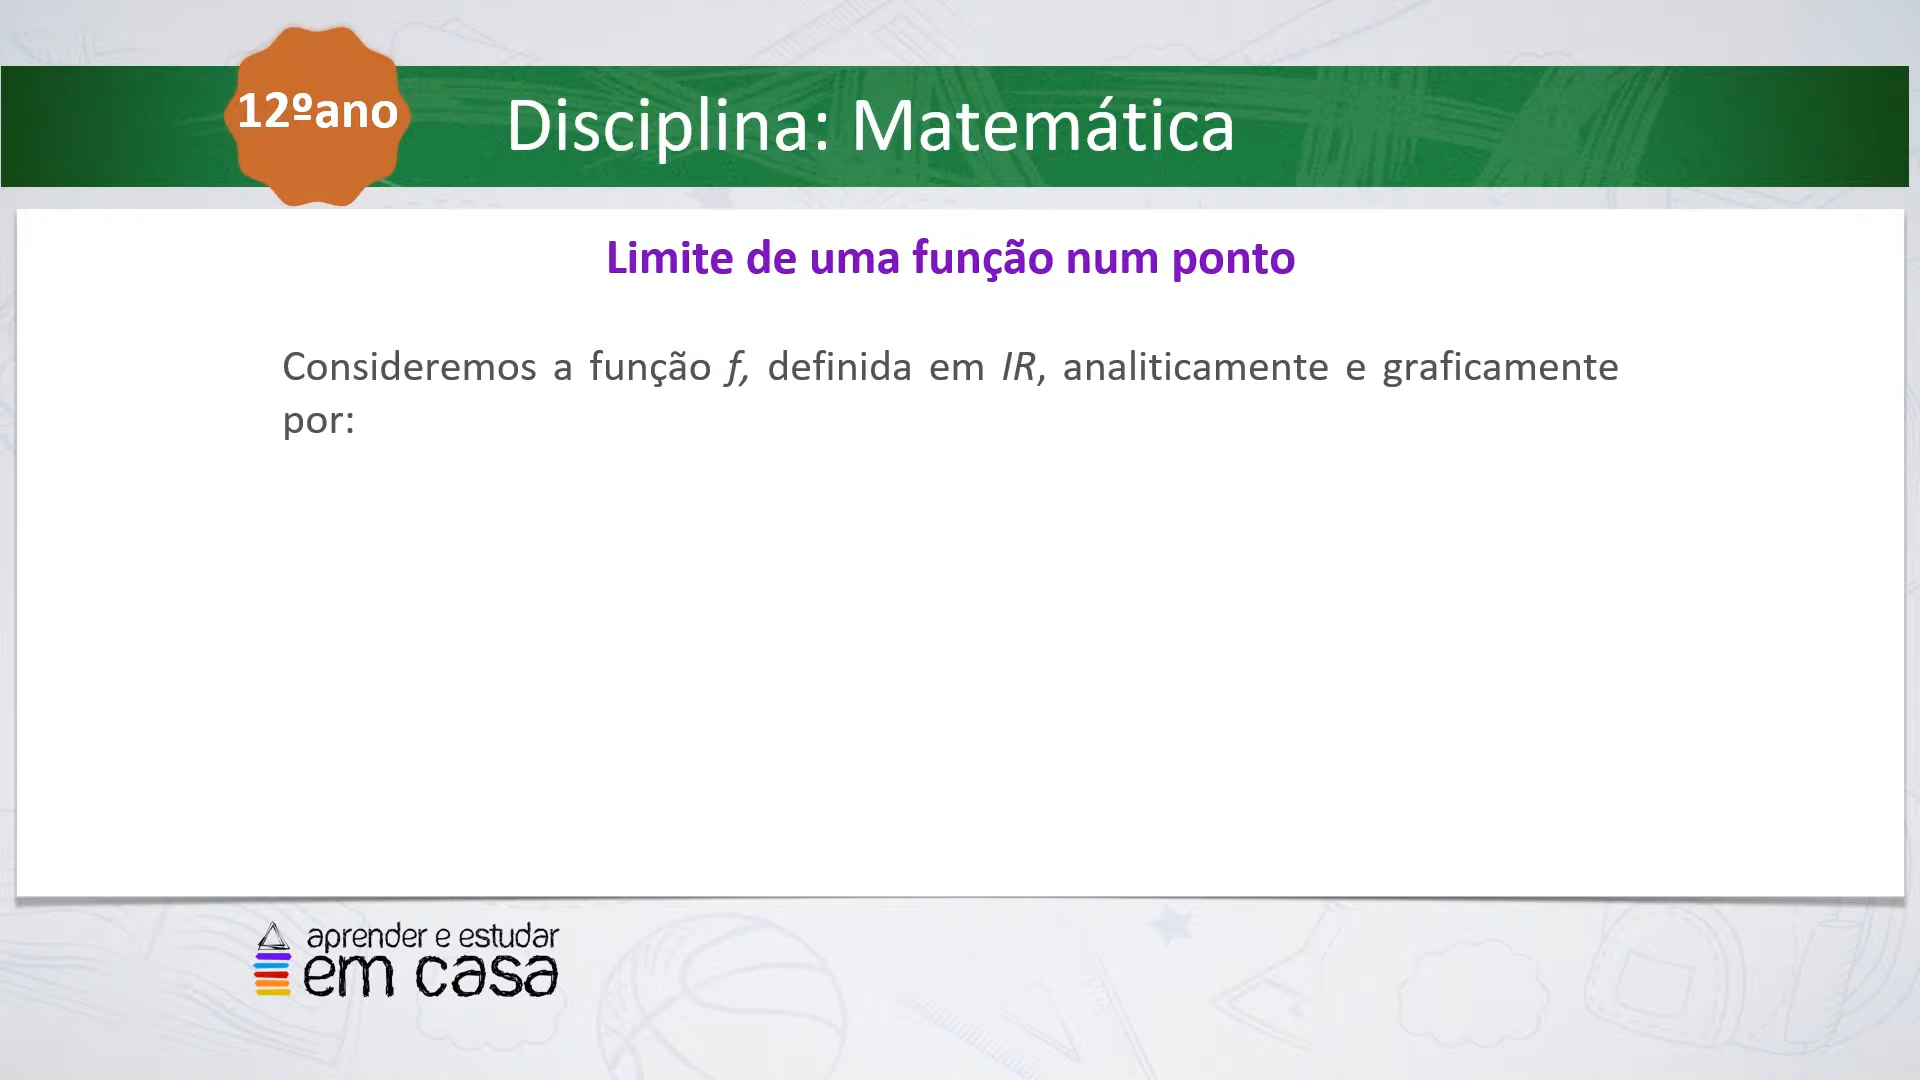 12ºano
Disciplina: Matemática
Limite de uma função num ponto
Consideremos a função f, definida em IR, analiticamente e graficamente
por:
aprender e estudar
em casa